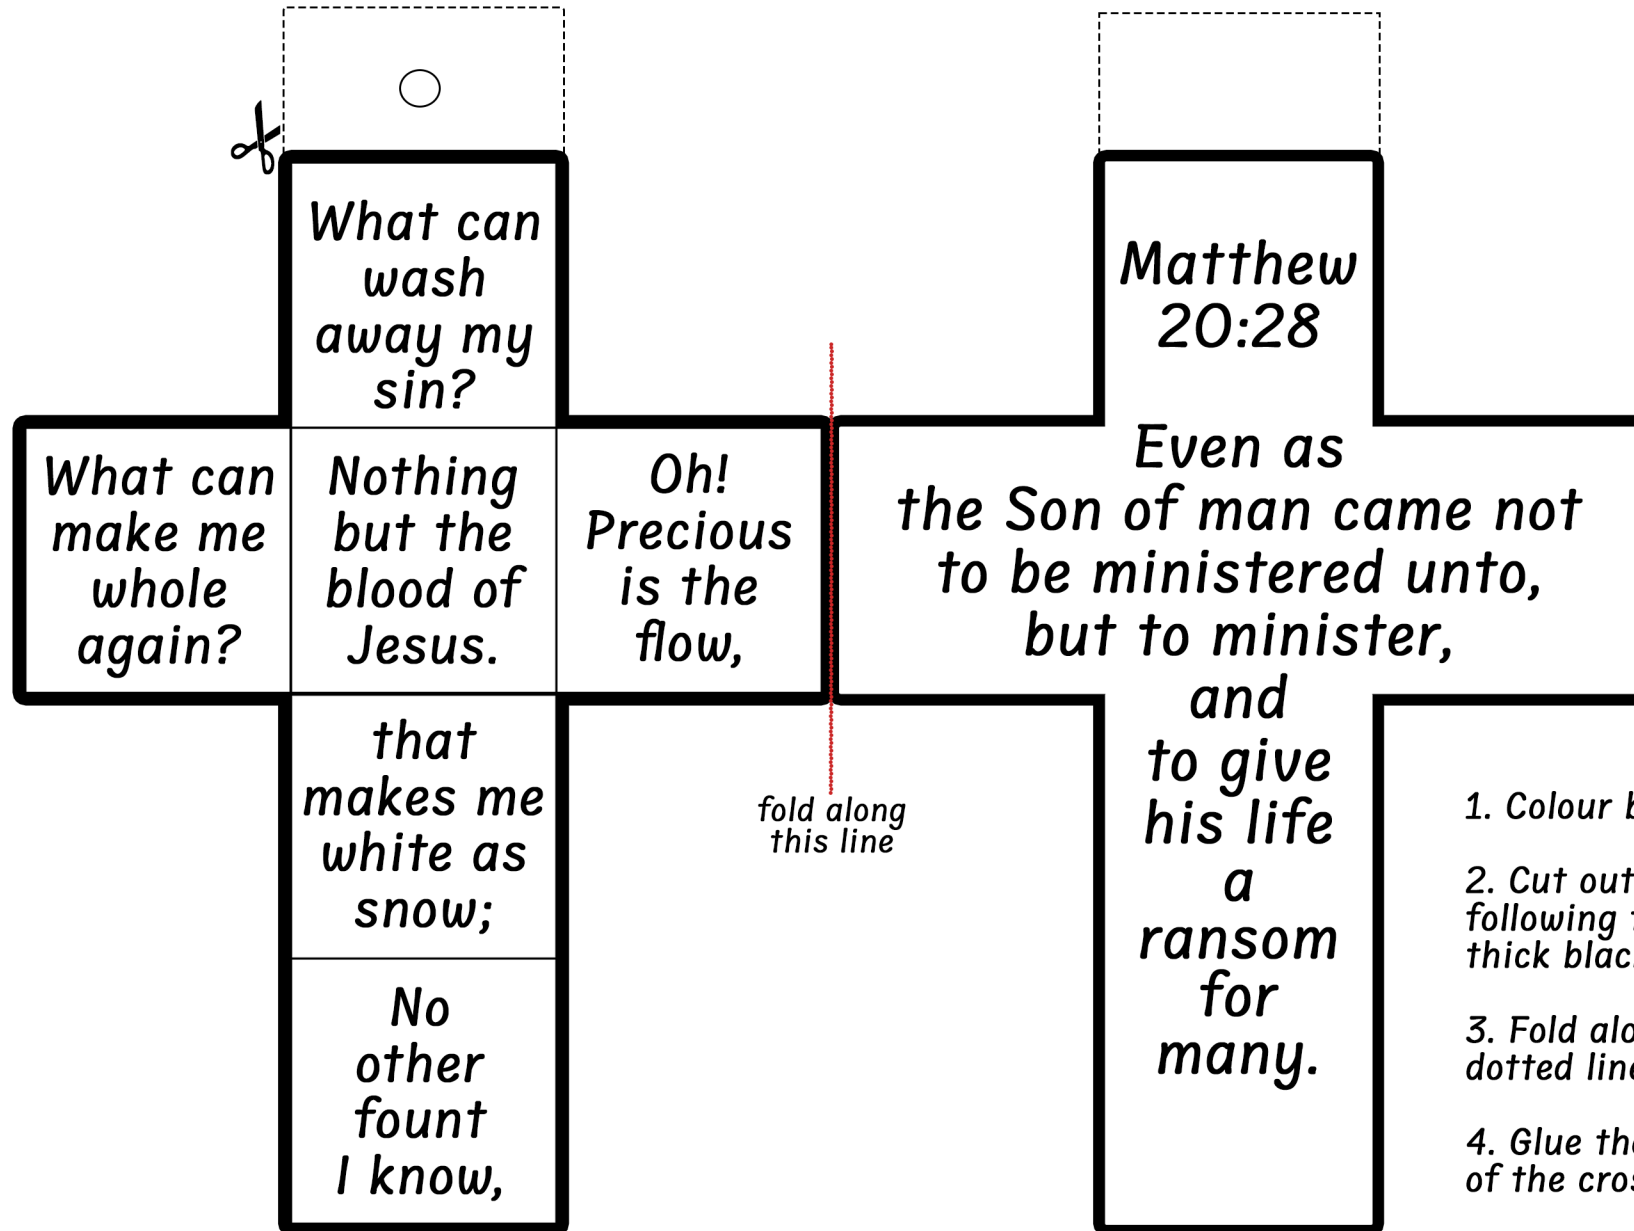 What can
wash
away my
sin?
What can
make me
whole
again?
Nothing
but the
blood of
Jesus.
Oh!
Precious
is the
flow,
that
makes me
white as
snow;
No
other
fount
I know,
fold along
this line
Matthew
20:28
Even as
the Son of man came not
to be ministered unto,
but to minister,
and
to give
his life
a
ransom
for
many.
1. Colour
2. Cut out
following
thick
3. Fold
dotted
4. Glue
of the